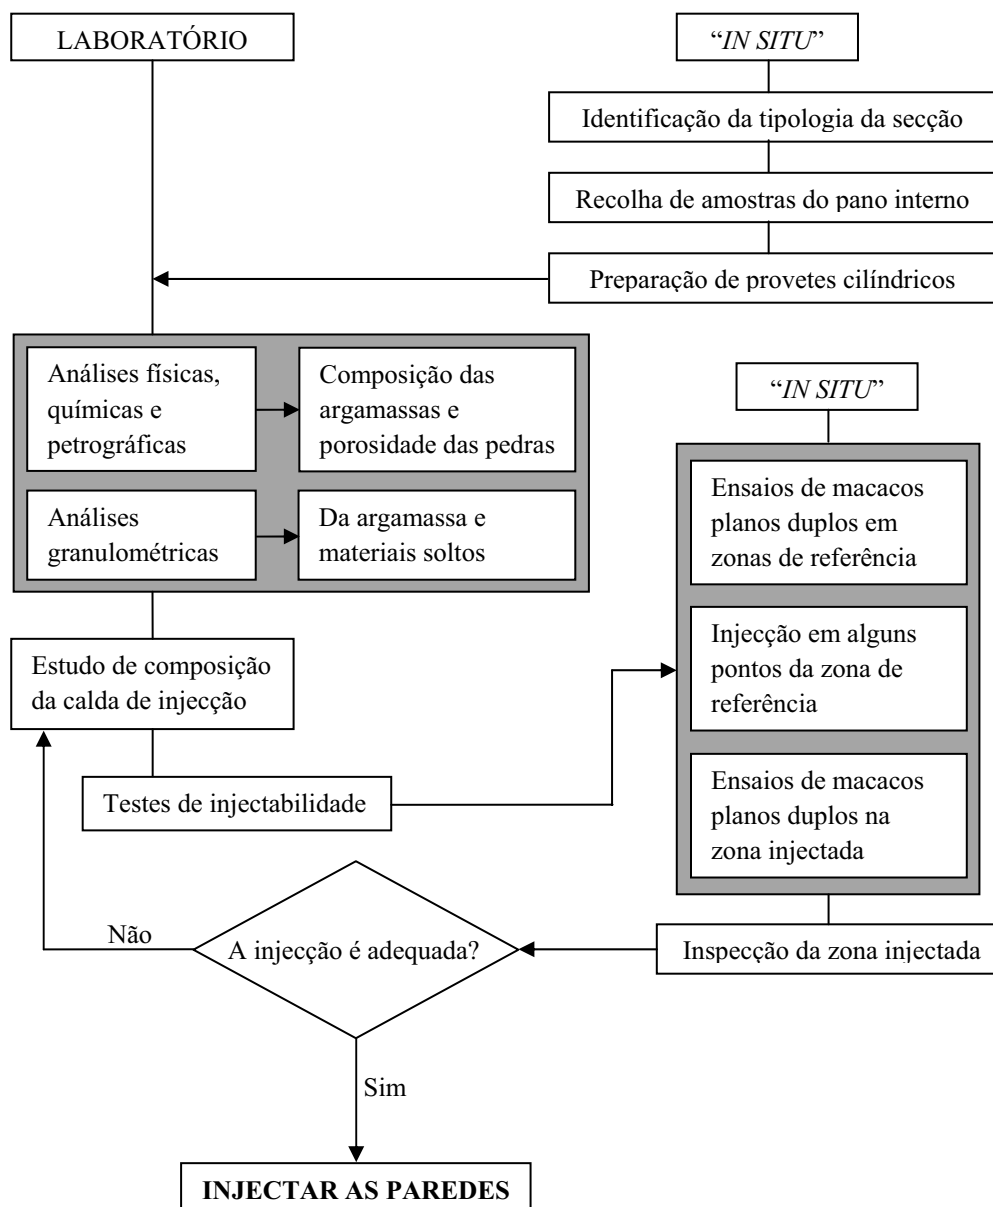 LABORATÓRIO
“IN SITU”
Identificação da tipologia da secção
Recolha de amostras do pano interno
Preparação de provetes cilíndricos
Análises físicas,
químicas e
petrográficas
Composição das
argamassas e
porosidade das pedras
Análises
granulométricas
Da argamassa e
materiais soltos
“IN SITU”
Ensaios de macacos
planos duplos em
zonas de referência
Injecção em alguns
pontos da zona de
referência
Ensaios de macacos
planos duplos na
zona injectada
Estudo de composição
da calda de injecção
Testes de injectabilidade
Inspecção da zona injectada
A injecção é adequada?
Não
Sim
INJECTAR AS PAREDES